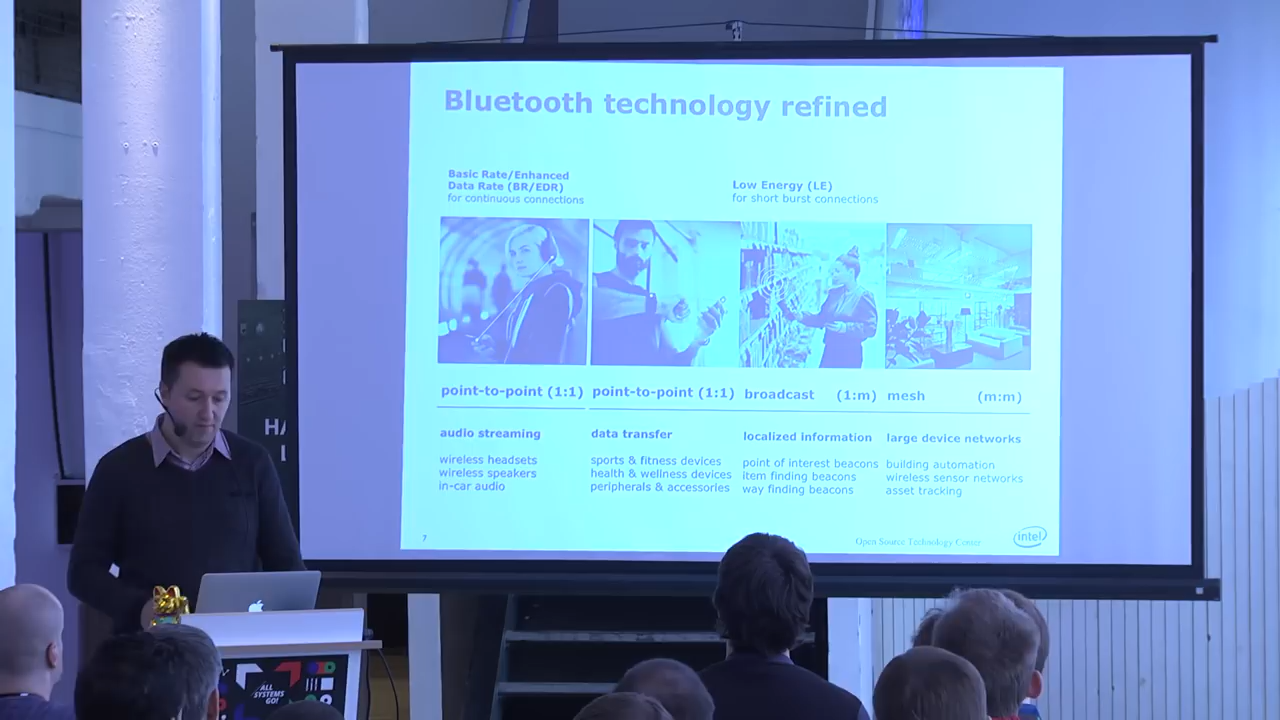 Bluetooth technology refined
Basic Rate/Enhanced
Data Rate (BR/EDR)
for continuous connections
Low Energy (LE)
for short burst connections
point-to-point (1:1)
point-to-point (1:1)
broadcast (1:m)
mesh (m:m)
audio streaming
wireless headsets
wireless speakers
in-car audio
data transfer
sports & fitness devices
health & wellness devices
peripherals & accessories
localized information
point of interest beacons
item finding beacons
way finding beacons
large device networks
building automation
wireless sensor networks
asset tracking
7
Open Source Technology Center
intel
ALL
SYSTEMS
GO!